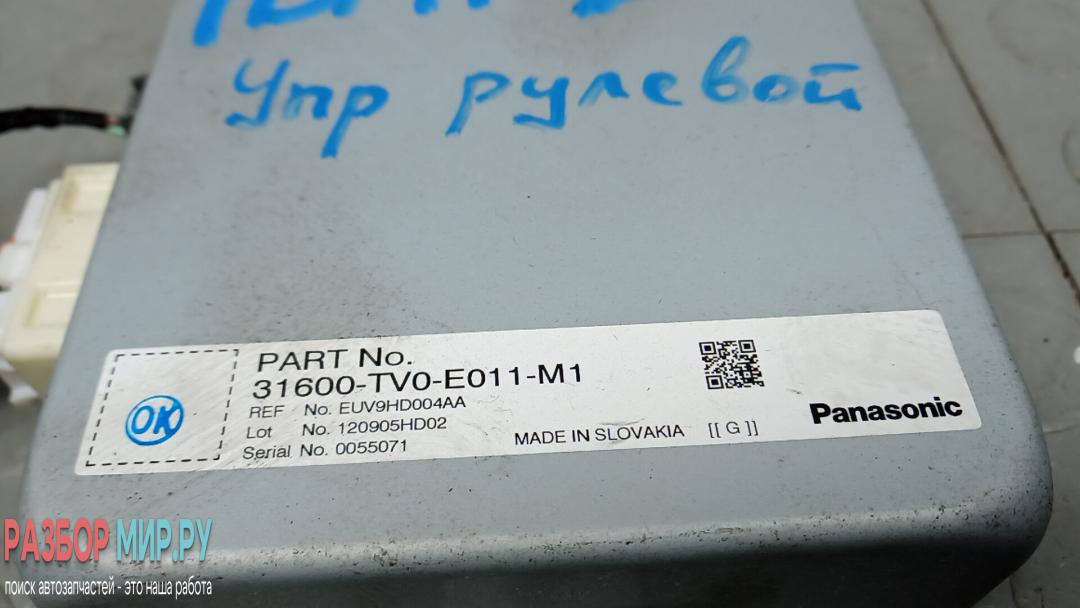 Упр рулевой
PART No.
31600-TV0-E011-M1
REF No. EUV9HD004AA
Lot No. 120905HD02
Serial No. 0055071
OK
MADE IN SLOVAKIA [[ G ]]
Panasonic
РАЗБОР МИР.РУ
поиск автозапчастей - это наша работа